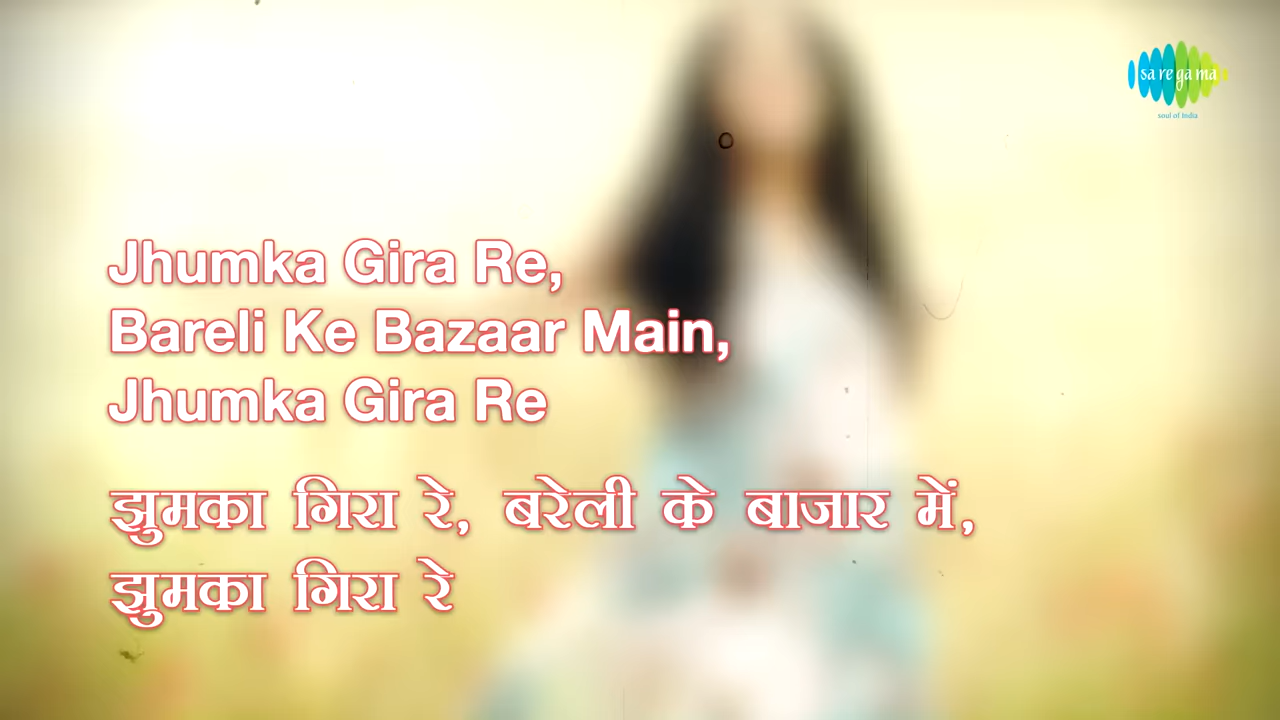 sa re ga ma
soul of India
Jhumka Gira Re,
Bareli Ke Bazaar Main,
Jhumka Gira Re
झुमका गिरा रे, बरेली के बाजार में,
झुमका गिरा रे